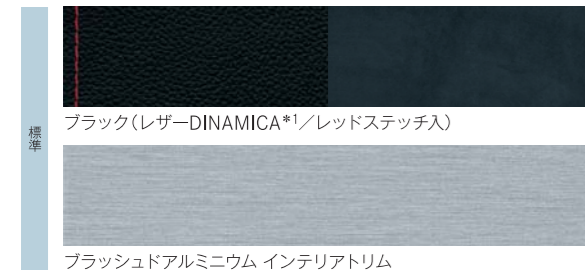 標準
ブラック（レザーDINAMICA*1／レッドステッチ入）
ブラッシュドアルミニウム インテリアトリム